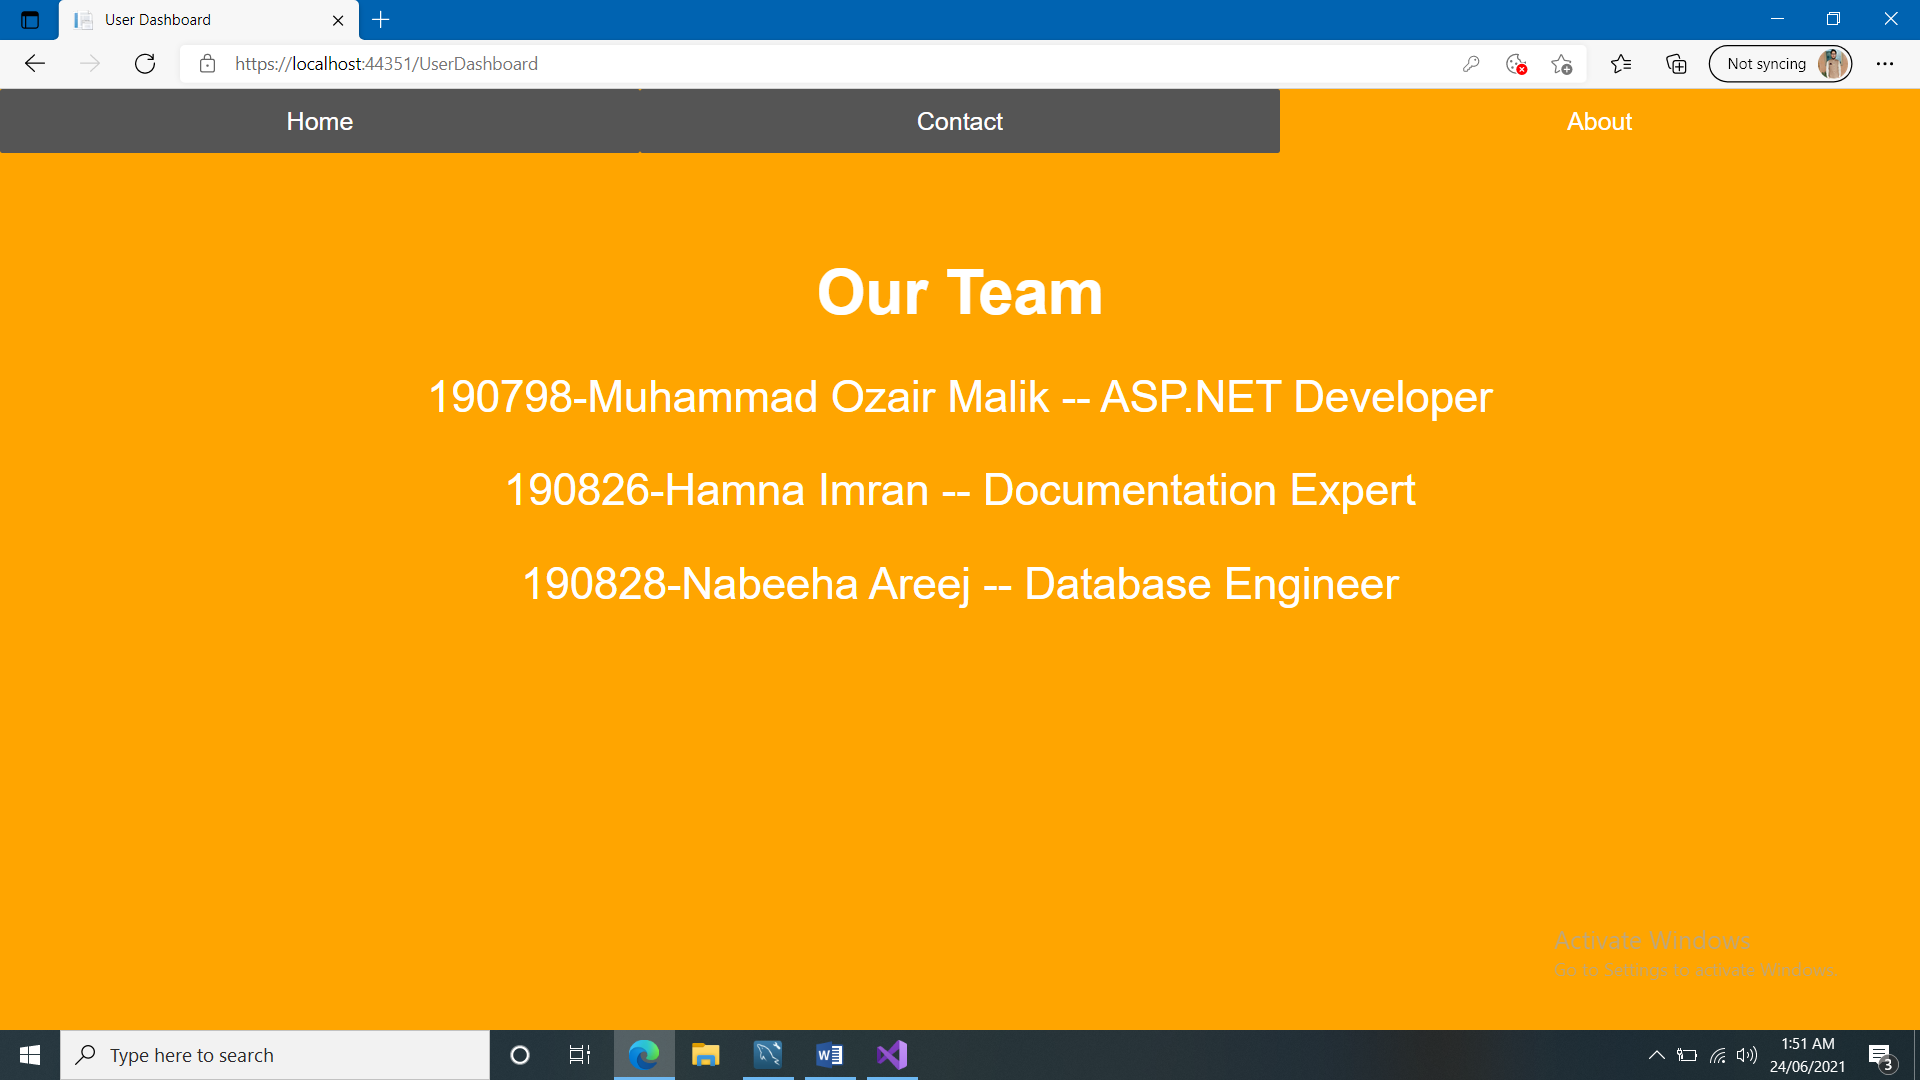 User Dashboard
https://localhost:44351/UserDashboard
Not syncing
Home
Contact
About
Our Team
190798-Muhammad Ozair Malik -- ASP.NET Developer
190826-Hamna Imran -- Documentation Expert
190828-Nabeeha Areej -- Database Engineer
Activate Windows
Go to Settings to activate Windows.
Type here to search
1:51 AM
24/06/2021
3